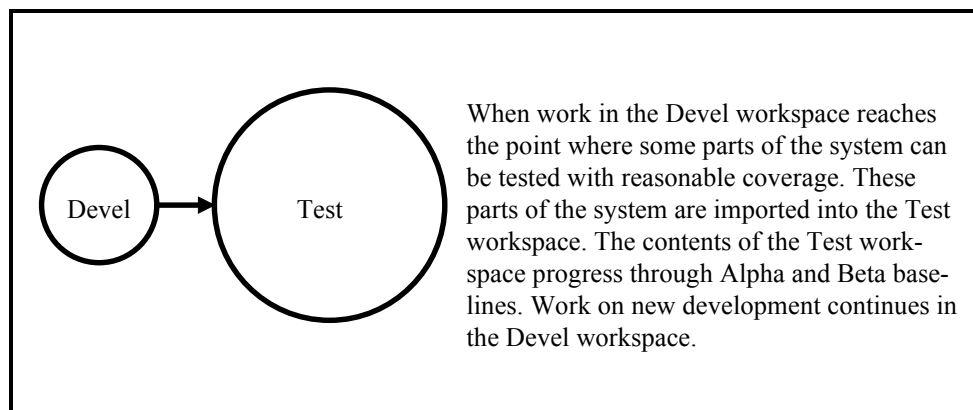 Devel
Test
When work in the Devel workspace reaches
the point where some parts of the system can
be tested with reasonable coverage. These
parts of the system are imported into the Test
workspace. The contents of the Test work-
space progress through Alpha and Beta base-
lines. Work on new development continues in
the Devel workspace.